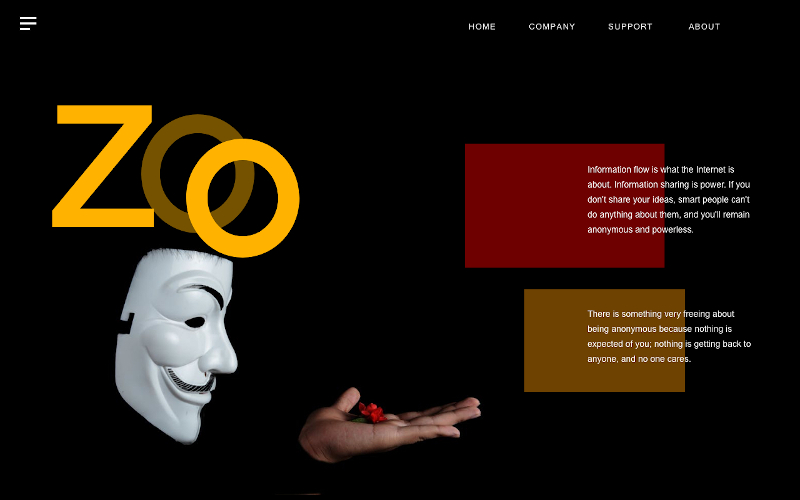 HOME COMPANY SUPPORT ABOUT
ZOO
Information flow is what the Internet is
about. Information sharing is power. If you
don't share your ideas, smart people can't
do anything about them, and you'll remain
anonymous and powerless.
There is something very freeing about
being anonymous because nothing is
expected of you; nothing is getting back to
anyone, and no one cares.